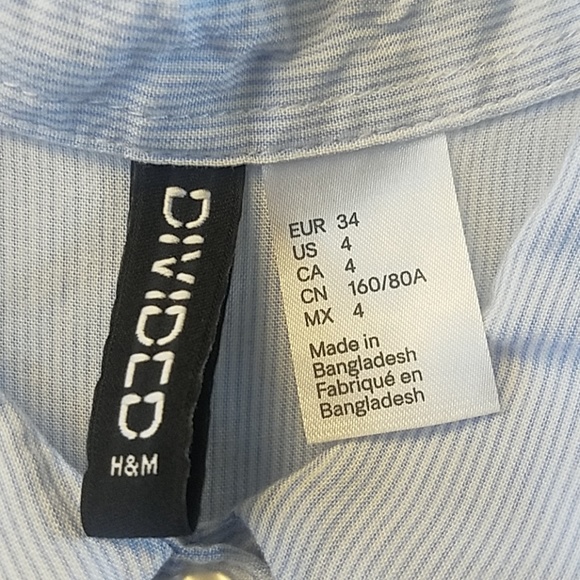 DIVIDED
H&M
EUR 34
US 4
CA 4
CN 160/80A
MX 4
Made in
Bangladesh
Fabriqué en
Bangladesh